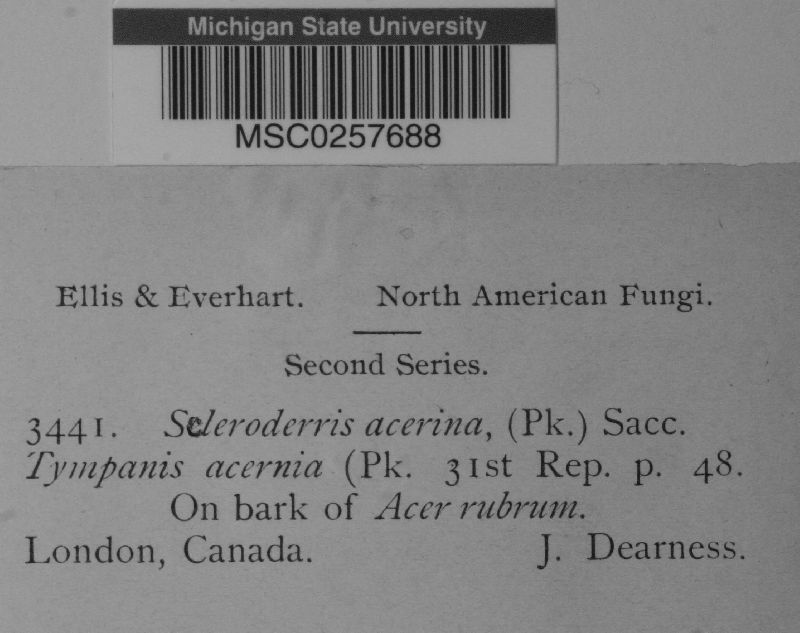 Michigan State University
MSC0257688
Ellis & Everhart. North American Fungi.
Second Series.
3441. Scleroderris acerina, (Pk.) Sacc.
Tympanis acernia (Pk. 31st Rep. p. 48.
On bark of Acer rubrum.
London, Canada. J. Dearness.